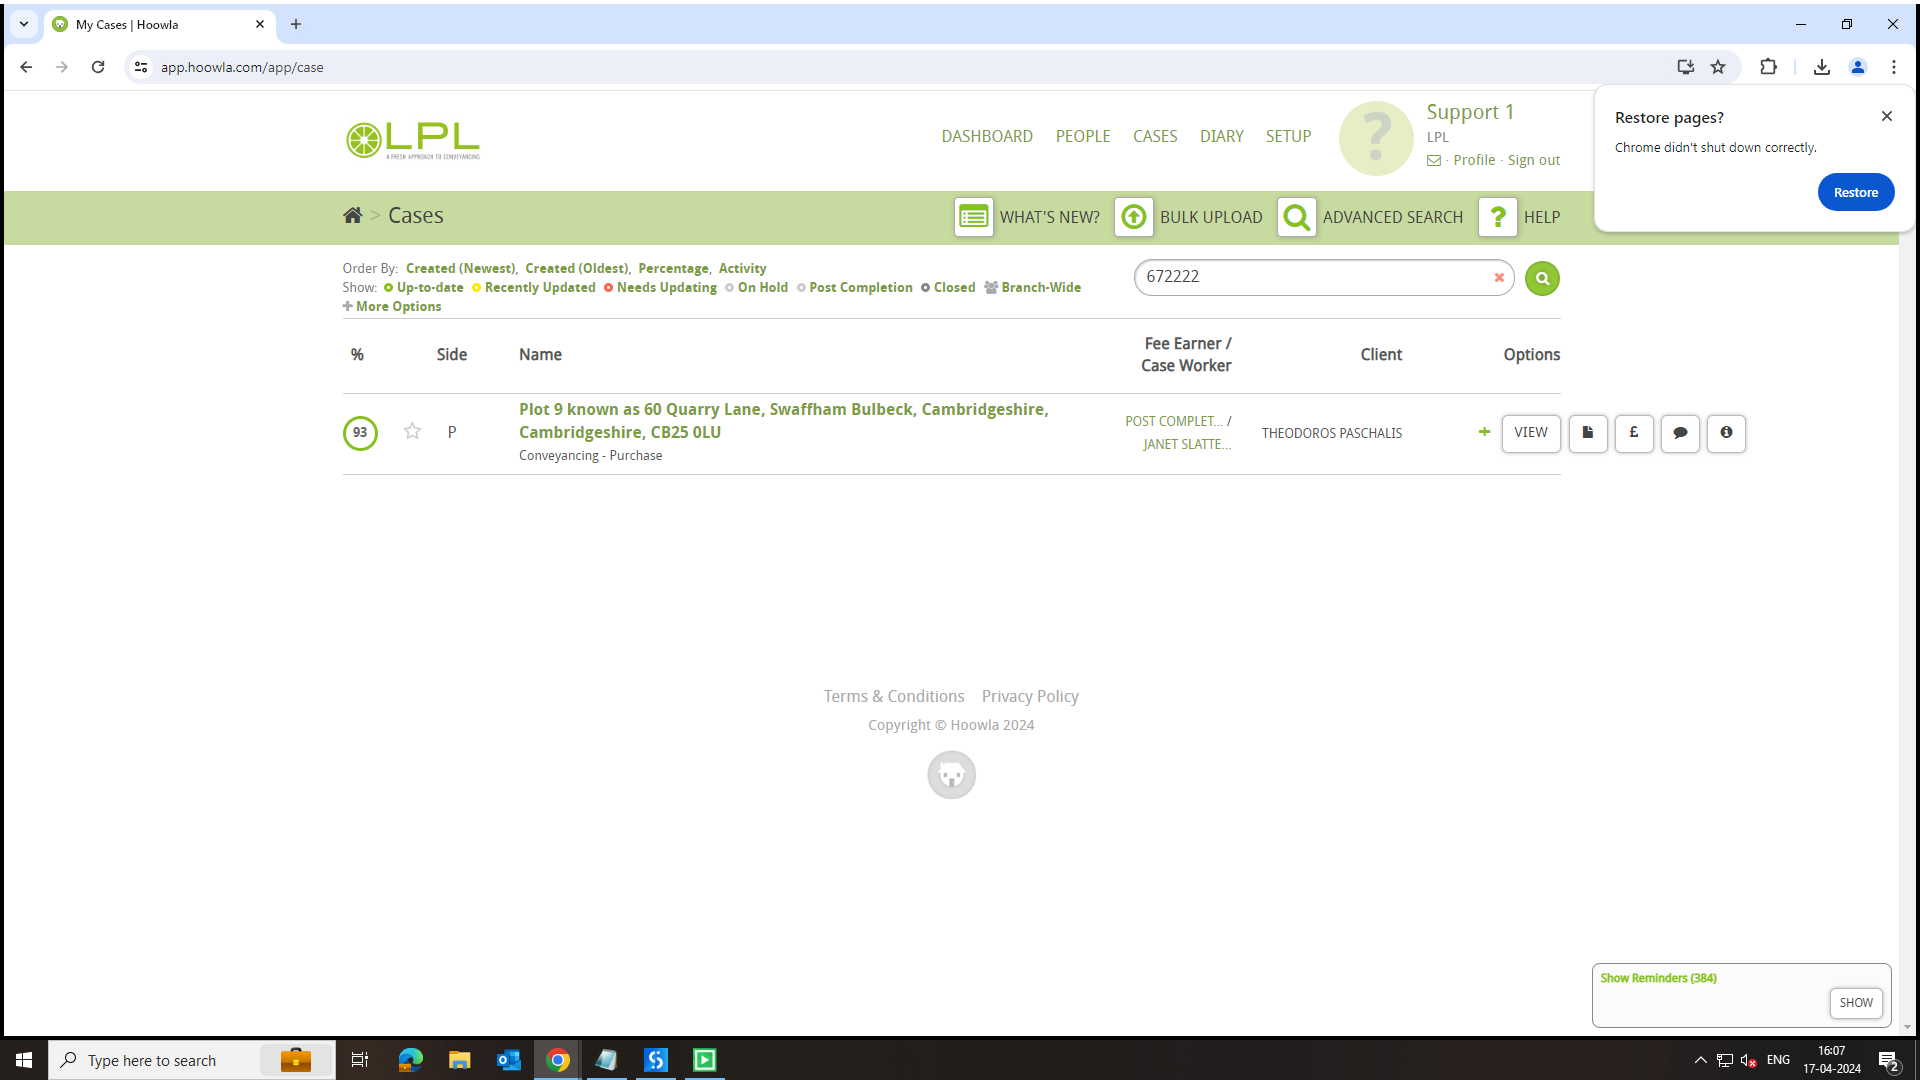 My Cases | Hoowla
app.hoowla.com/app/case
Restore pages?
Chrome didn't shut down correctly.
Restore
LPL
A FRESH APPROACH TO CONVEYANCING
DASHBOARD PEOPLE CASES DIARY SETUP
?
Support 1
LPL
· Profile · Sign out
> Cases
WHAT'S NEW? BULK UPLOAD ADVANCED SEARCH ? HELP
Order By: Created (Newest), Created (Oldest), Percentage, Activity
Show: Up-to-date Recently Updated Needs Updating On Hold Post Completion Closed Branch-Wide
More Options
672222
% Side Name Fee Earner / Case Worker Client Options
93 P Plot 9 known as 60 Quarry Lane, Swaffham Bulbeck, Cambridgeshire,
Cambridgeshire, CB25 0LU
Conveyancing - Purchase
POST COMPLET... /
JANET SLATTE...
THEODOROS PASCHALIS
+ VIEW £
Terms & Conditions Privacy Policy
Copyright © Hoowla 2024
Show Reminders (384)
SHOW
Type here to search
ENG
16:07
17-04-2024
2